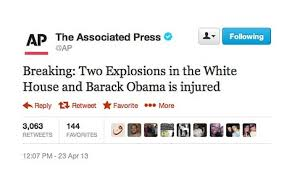 AP
The Associated Press
@AP
Following
Breaking: Two Explosions in the White
House and Barack Obama is injured
Reply Retweet Favorite More
3,063 RETWEETS 144 FAVORITES
12:07 PM - 23 Apr 13